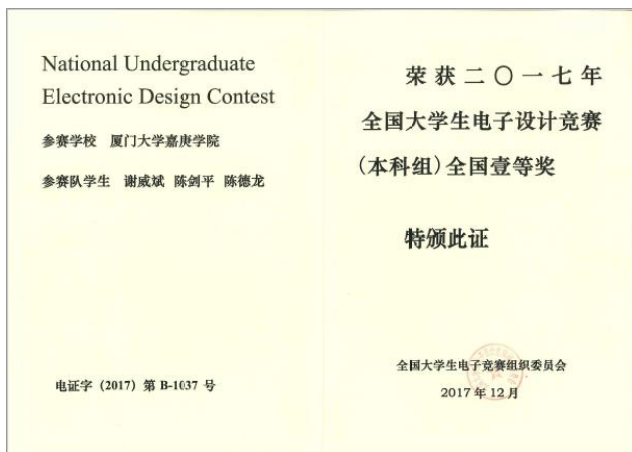 National Undergraduate
Electronic Design Contest
参赛学校 厦门大学嘉庚学院
参赛队学生 谢威斌 陈剑平 陈德龙
电证字（2017）第 B-1037 号
荣获二〇一七年
全国大学生电子设计竞赛
(本科组)全国壹等奖
特颁此证
全国大学生电子竞赛组织委员会
2017 年 12 月